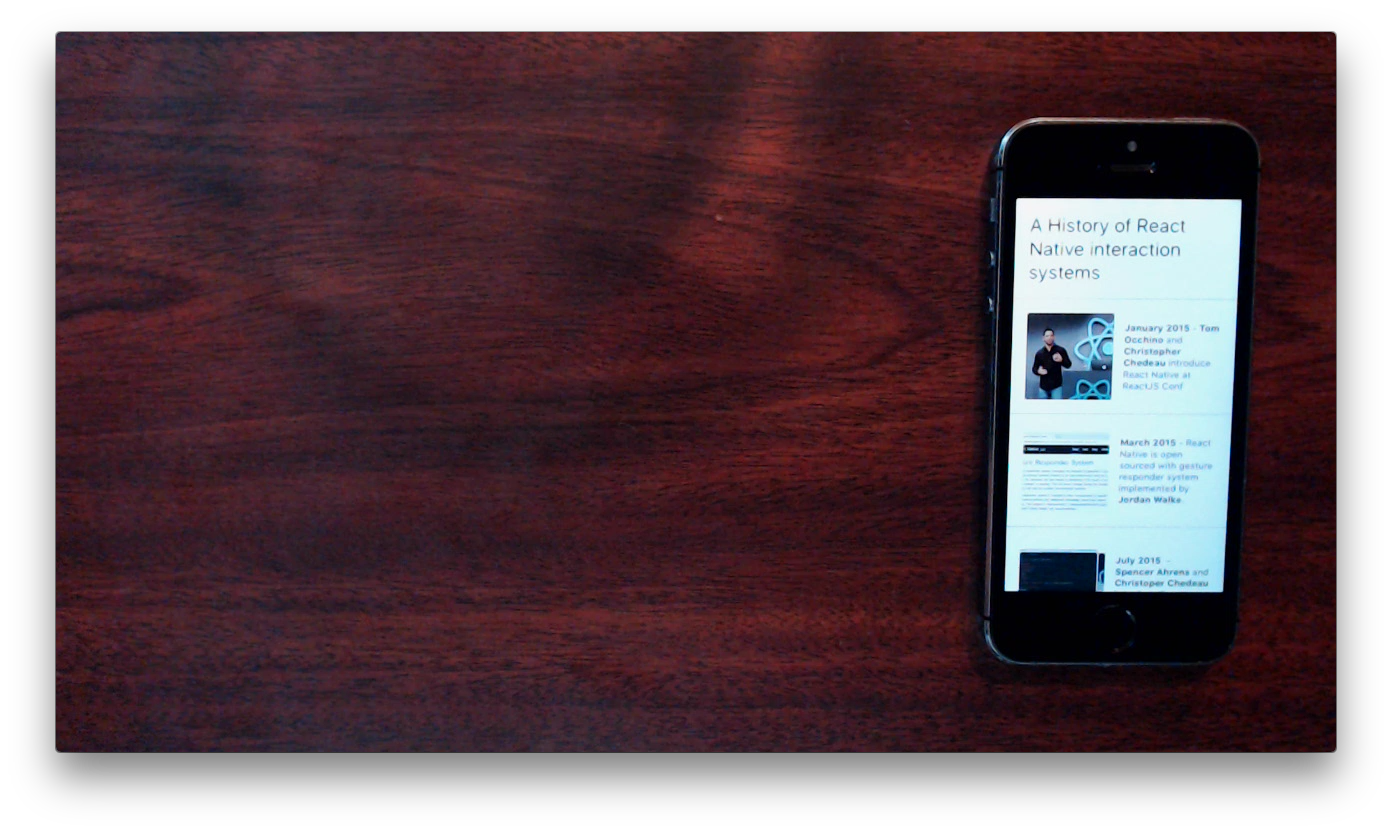 A History of React
Native interaction
systems
January 2015 - Tom
Occhino and
Christopher
Chedeau introduce
React Native at
ReactJS Conf
March 2015 - React
Native is open
sourced with gesture
responder system
implemented by
Jordan Walke.
Responder System
July 2015 -
Spencer Ahrens and
Christoper Chedeau